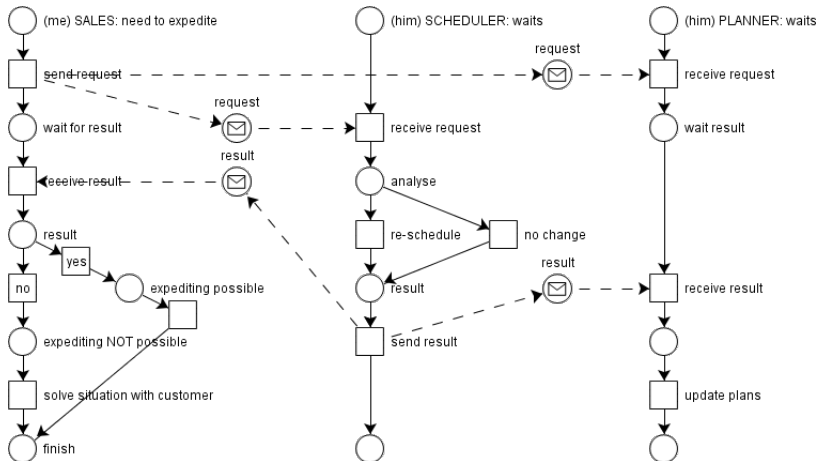 (me) SALES: need to expedite
(him) SCHEDULER: waits
(him) PLANNER: waits
request
send request
receive request
request
wait for result
receive request
wait result
result
receive result
analyse
result
re-schedule
no change
yes
result
no
expediting possible
result
receive result
expediting NOT possible
send result
solve situation with customer
update plans
finish